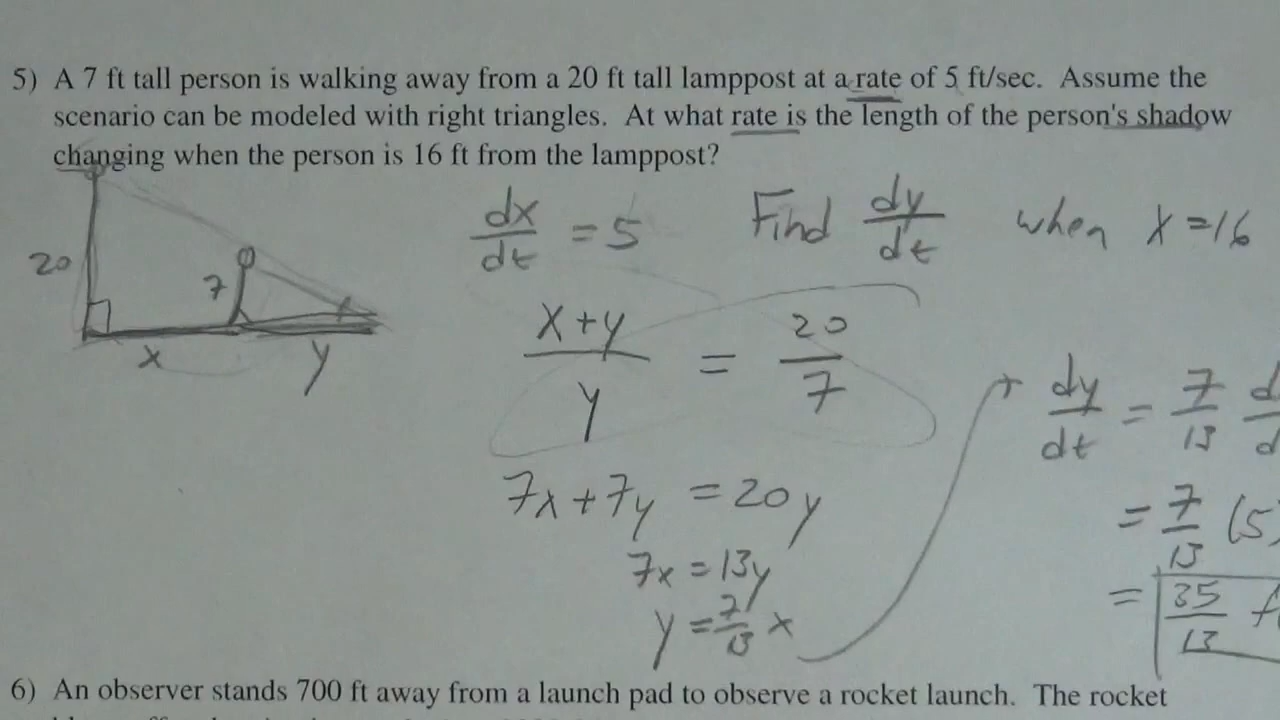 5) A 7 ft tall person is walking away from a 20 ft tall lamppost at a rate of 5 ft/sec. Assume the
scenario can be modeled with right triangles. At what rate is the length of the person's shadow
changing when the person is 16 ft from the lamppost?
dx/dt = 5 Find dy/dt when x = 16
20
7
x
y
x+y/y = 20/7
7x + 7y = 20y
7x = 13y
y = 7/13 x
dy/dt = 7/13
= 7/13 (5)
= 35/13
6) An observer stands 700 ft away from a launch pad to observe a rocket launch. The rocket